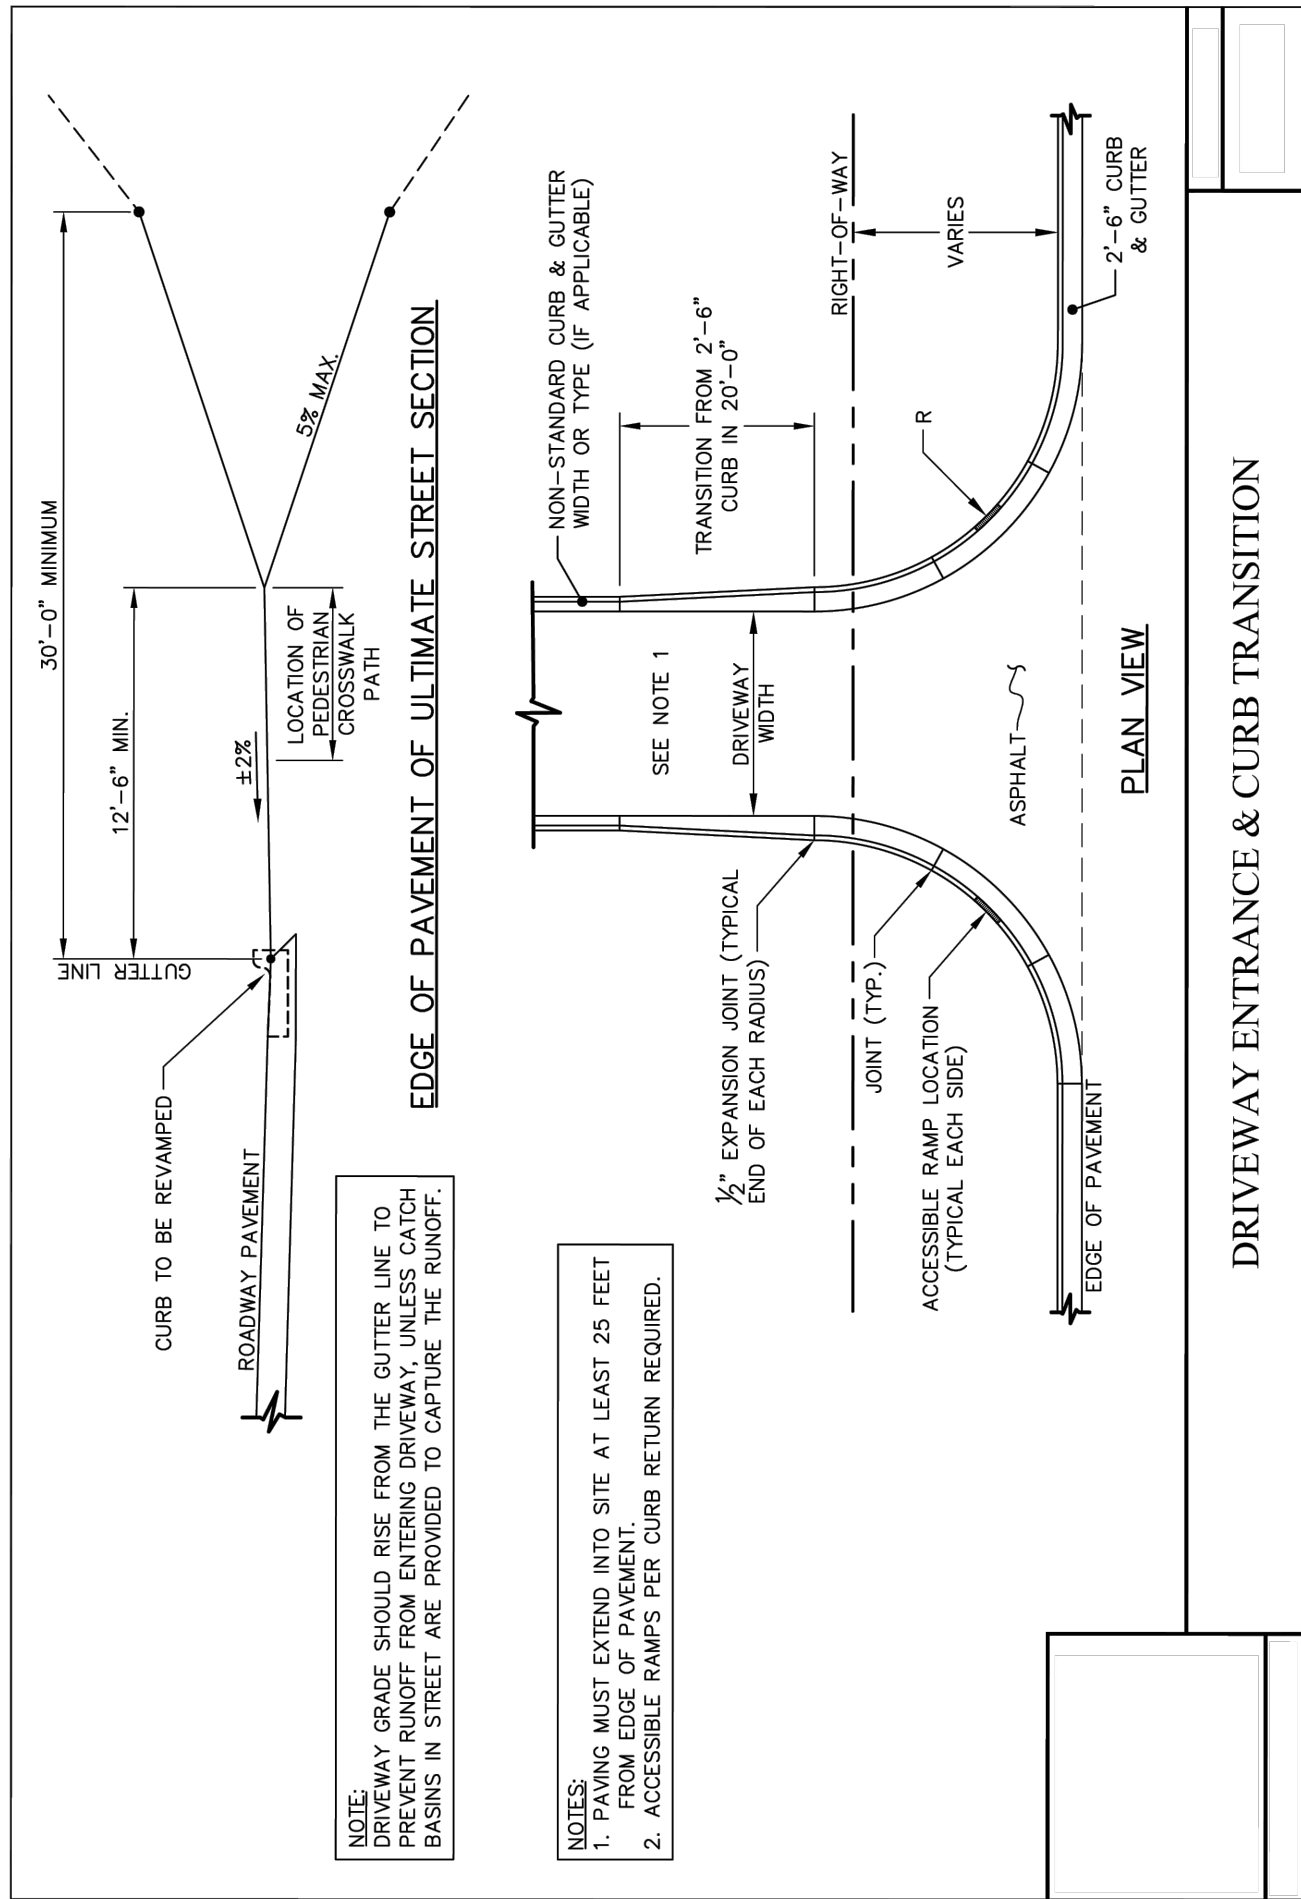 30'-0" MINIMUM
12'-6" MIN.
GUTTER LINE
CURB TO BE REVAMPED
ROADWAY PAVEMENT
±2%
LOCATION OF
PEDESTRIAN
CROSSWALK
PATH
5% MAX.
EDGE OF PAVEMENT OF ULTIMATE STREET SECTION
NOTE:
DRIVEWAY GRADE SHOULD RISE FROM THE GUTTER LINE TO
PREVENT RUNOFF FROM ENTERING DRIVEWAY, UNLESS CATCH
BASINS IN STREET ARE PROVIDED TO CAPTURE THE RUNOFF.
NOTES:
1. PAVING MUST EXTEND INTO SITE AT LEAST 25 FEET
FROM EDGE OF PAVEMENT.
2. ACCESSIBLE RAMPS PER CURB RETURN REQUIRED.
NON-STANDARD CURB & GUTTER
WIDTH OR TYPE (IF APPLICABLE)
SEE NOTE 1
TRANSITION FROM 2'-6"
CURB IN 20'-0"
DRIVEWAY
WIDTH
½" EXPANSION JOINT (TYPICAL
END OF EACH RADIUS)
RIGHT-OF-WAY
JOINT (TYP.)
R
VARIES
ACCESSIBLE RAMP LOCATION
(TYPICAL EACH SIDE)
ASPHALT
2'-6" CURB
& GUTTER
EDGE OF PAVEMENT
PLAN VIEW
DRIVEWAY ENTRANCE & CURB TRANSITION